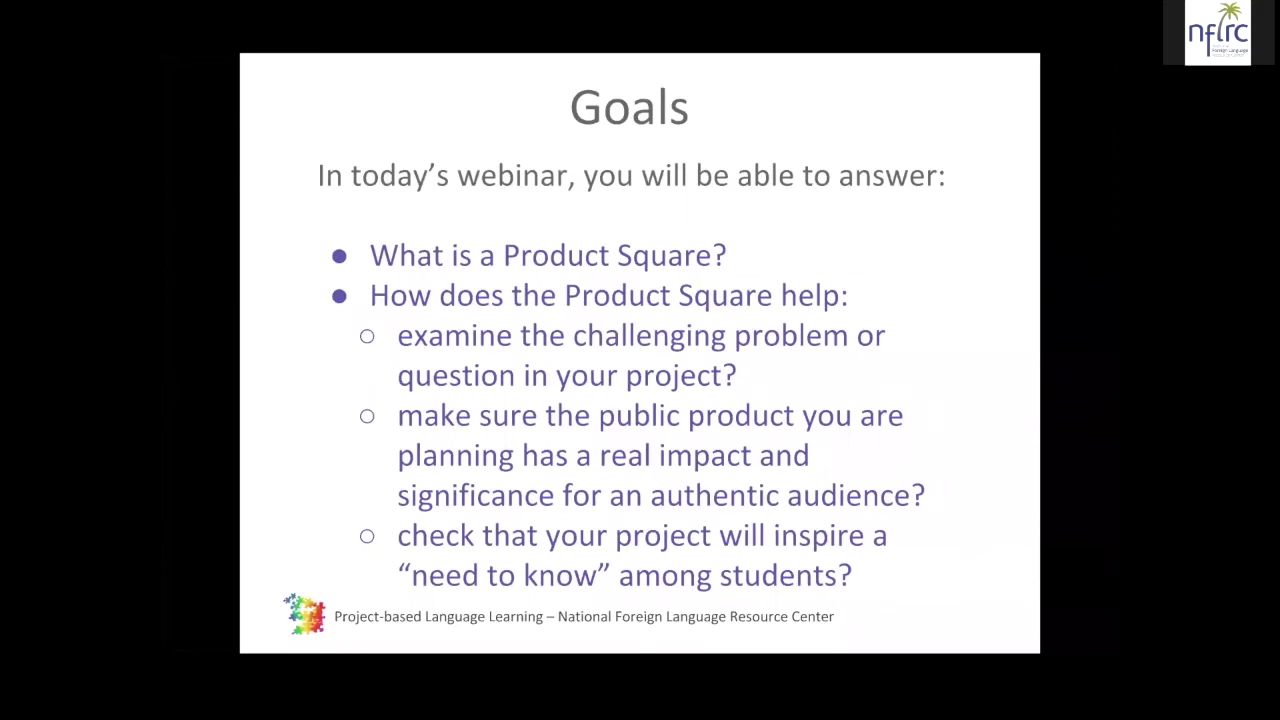 nflrc
Foreign Language
Goals
In today’s webinar, you will be able to answer:
● What is a Product Square?
● How does the Product Square help:
○ examine the challenging problem or
question in your project?
○ make sure the public product you are
planning has a real impact and
significance for an authentic audience?
○ check that your project will inspire a
“need to know” among students?
Project-based Language Learning – National Foreign Language Resource Center